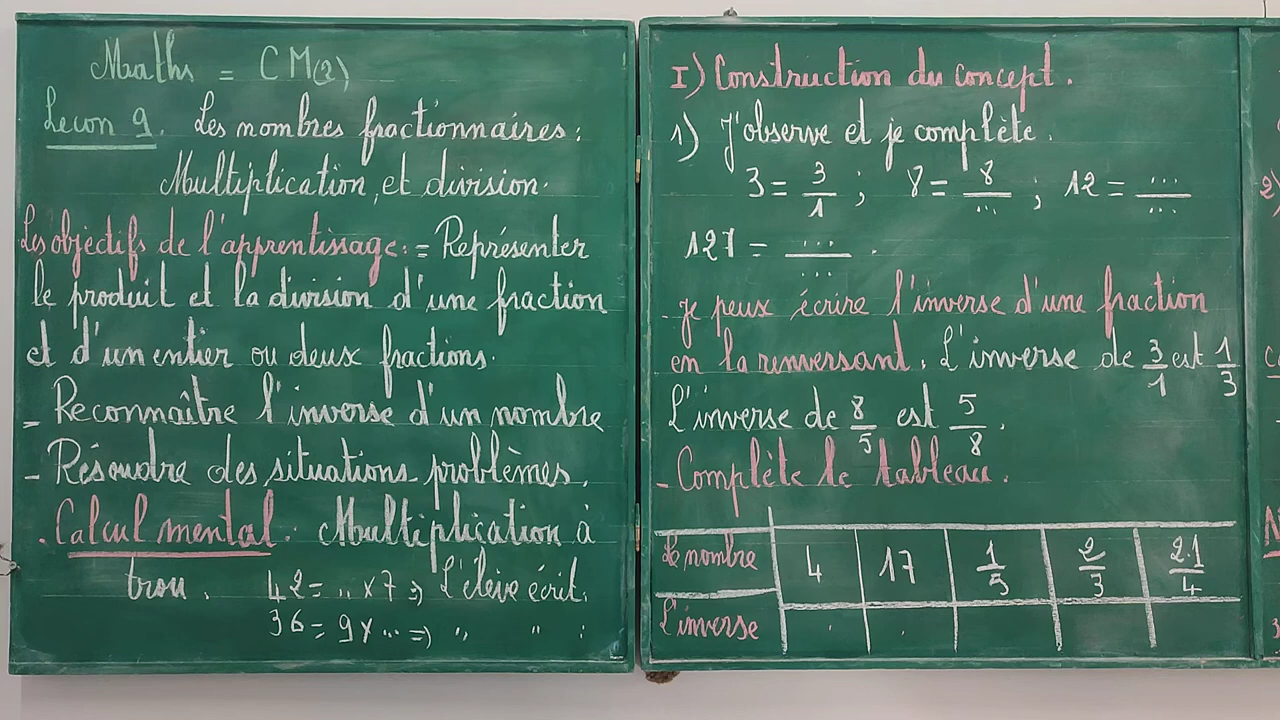 Maths = CM(2)
Leçon 9. Les nombres fractionnaires :
Multiplication et division.
Les objectifs de l'apprentissage : = Représenter
le produit et la division d'une fraction
et d'un entier ou deux fractions.
- Reconnaître l'inverse d'un nombre
- Résoudre des situations problèmes.
. Calcul mental. Multiplication à
trou. 42 = .. x 7 => L'élève écrit.
36 = 9 x ... => " " :
I) Construction du concept.
1) J'observe et je complète.
3 = 3/1 ; 8 = 8/... ; 12 = .../...
127 = .../... .
- Je peux écrire l'inverse d'une fraction
en la renversant. L'inverse de 3/1 est 1/3
L'inverse de 8/5 est 5/8 .
- Complète le tableau.
Le nombre 4 17 1/5 2/3 21/4
L'inverse . .
2)